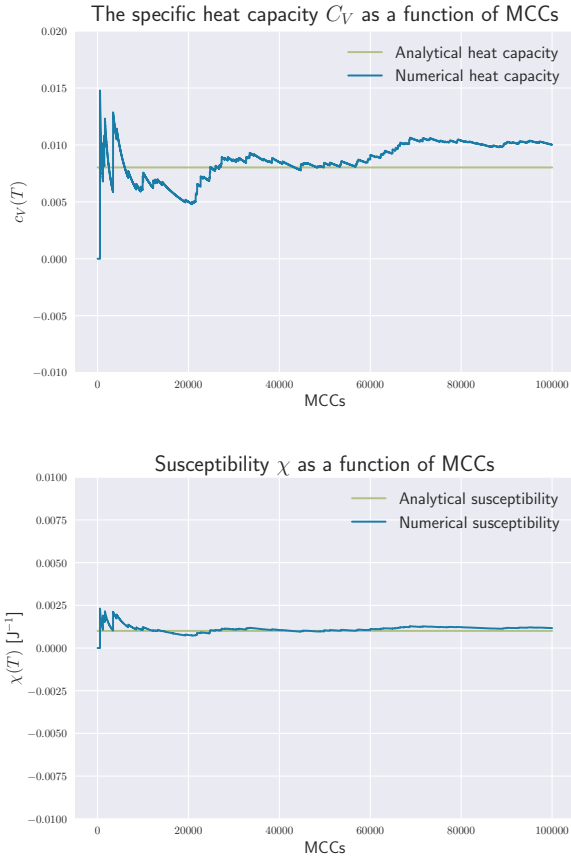 The specific heat capacity C_V as a function of MCCs
0.020
0.015
0.010
0.005
0.000
−0.005
−0.010
c_V(T)
Analytical heat capacity
Numerical heat capacity
0 20000 40000 60000 80000 100000
MCCs
Susceptibility χ as a function of MCCs
0.0100
0.0075
0.0050
0.0025
0.0000
−0.0025
−0.0050
−0.0075
−0.0100
χ(T) [J⁻¹]
Analytical susceptibility
Numerical susceptibility
0 20000 40000 60000 80000 100000
MCCs